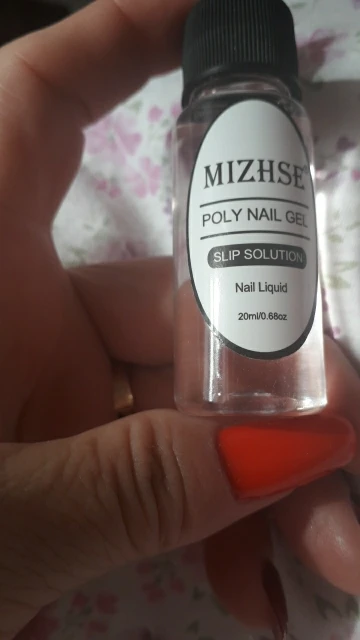 MIZHSE
POLY NAIL GEL
SLIP SOLUTION
Nail Liquid
20ml/0.68oz